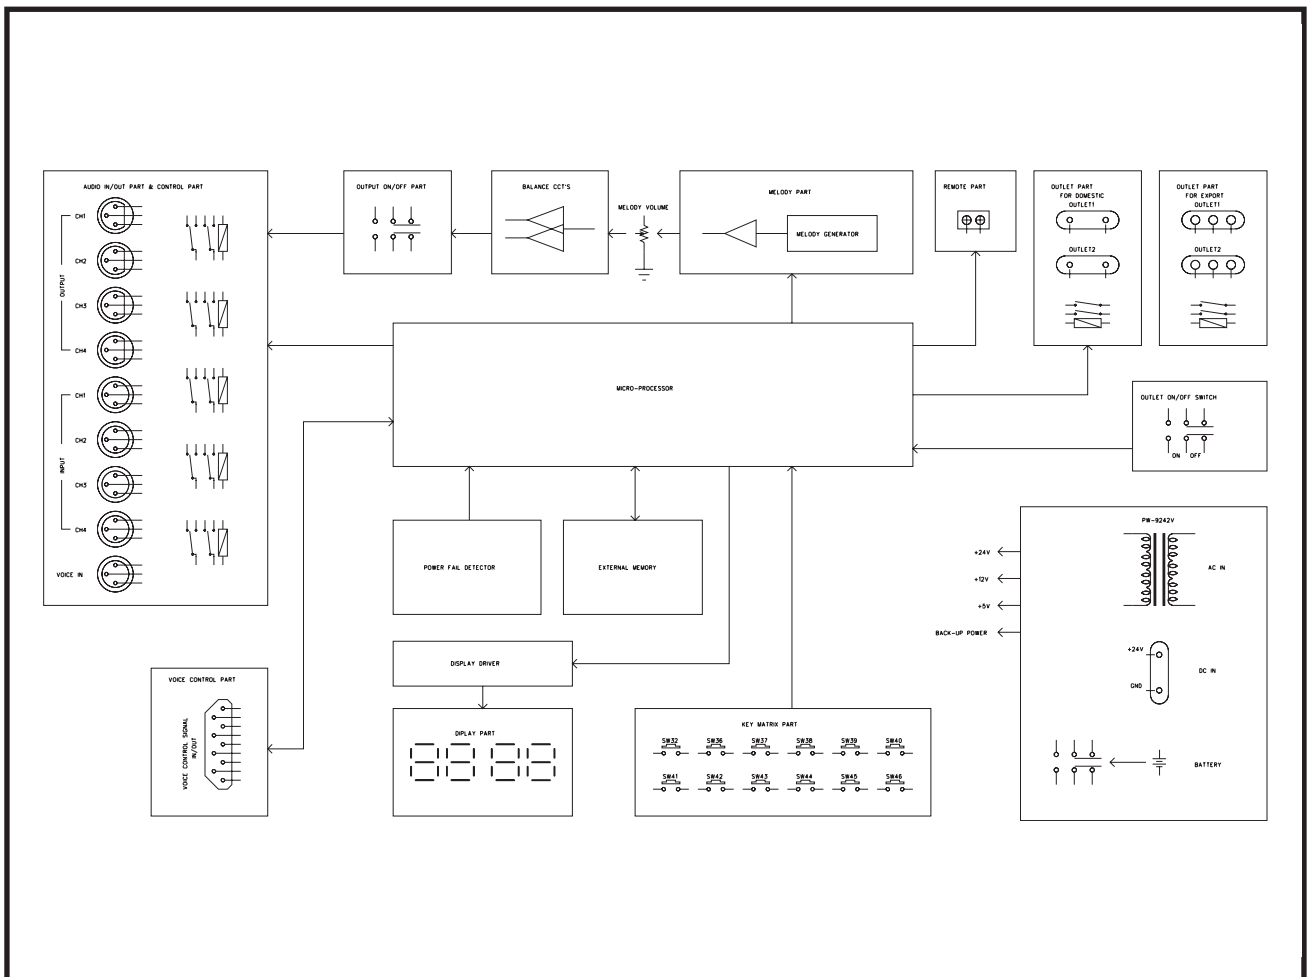 AUDIO IN/OUT PART & CONTROL PART
OUTPUT
CH1
CH2
CH3
CH4
INPUT
CH1
CH2
CH3
CH4
VOICE IN
OUTPUT ON/OFF PART
BALANCE CCT'S
MELODY VOLUME
MELODY PART
MELODY GENERATOR
REMOTE PART
OUTLET PART
FOR DOMESTIC
OUTLET1
OUTLET2
OUTLET PART
FOR EXPORT
OUTLET1
OUTLET2
MICRO-PROCESSOR
OUTLET ON/OFF SWITCH
ON OFF
POWER FAIL DETECTOR
EXTERNAL MEMORY
DISPLAY DRIVER
DIPLAY PART
VOICE CONTROL PART
VOICE CONTROL SIGNAL
IN/OUT
KEY MATRIX PART
SW32 SW36 SW37 SW38 SW39 SW40
SW41 SW42 SW43 SW44 SW45 SW46
PW-9242V
+24V
+12V
+5V
BACK-UP POWER
AC IN
+24V
GND
DC IN
BATTERY